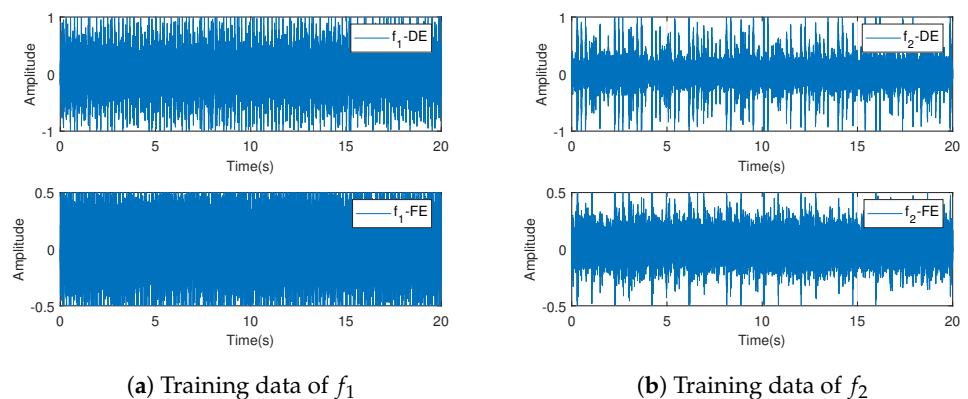 1
0
-1
Amplitude
f1-DE
0 5 10 15 20
Time(s)
0.5
0
-0.5
Amplitude
f1-FE
0 5 10 15 20
Time(s)
(a) Training data of f1
1
0
-1
Amplitude
f2-DE
0 5 10 15 20
Time(s)
0.5
0
-0.5
Amplitude
f2-FE
0 5 10 15 20
Time(s)
(b) Training data of f2